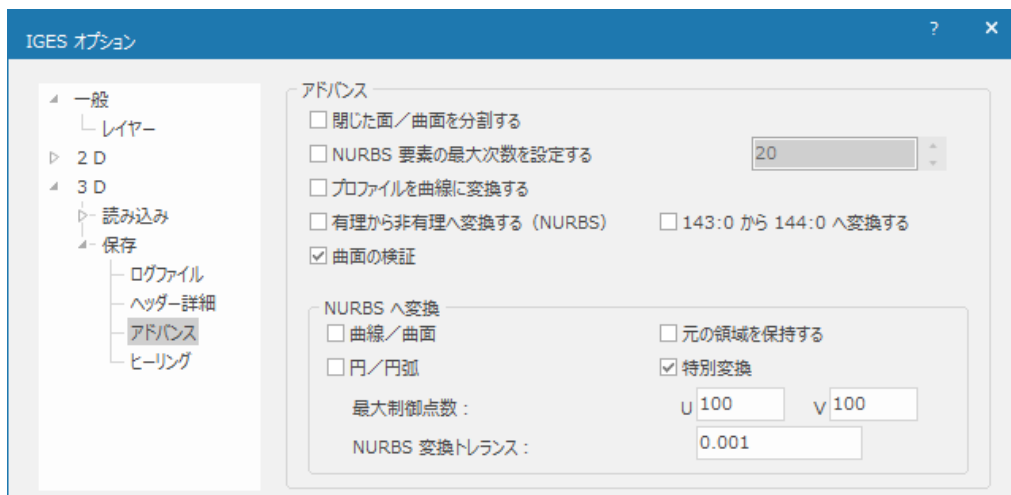 IGES オプション
? ×
一般
レイヤー
2 D
3 D
読み込み
保存
ログファイル
ヘッダー詳細
アドバンス
ヒーリング
アドバンス
閉じた面／曲面を分割する
NURBS 要素の最大次数を設定する 20
プロファイルを曲線に変換する
有理から非有理へ変換する（NURBS） 143:0 から 144:0 へ変換する
曲面の検証
NURBS へ変換
曲線／曲面 元の領域を保持する
円／円弧 特別変換
最大制御点数： U 100 V 100
NURBS 変換トレランス： 0.001